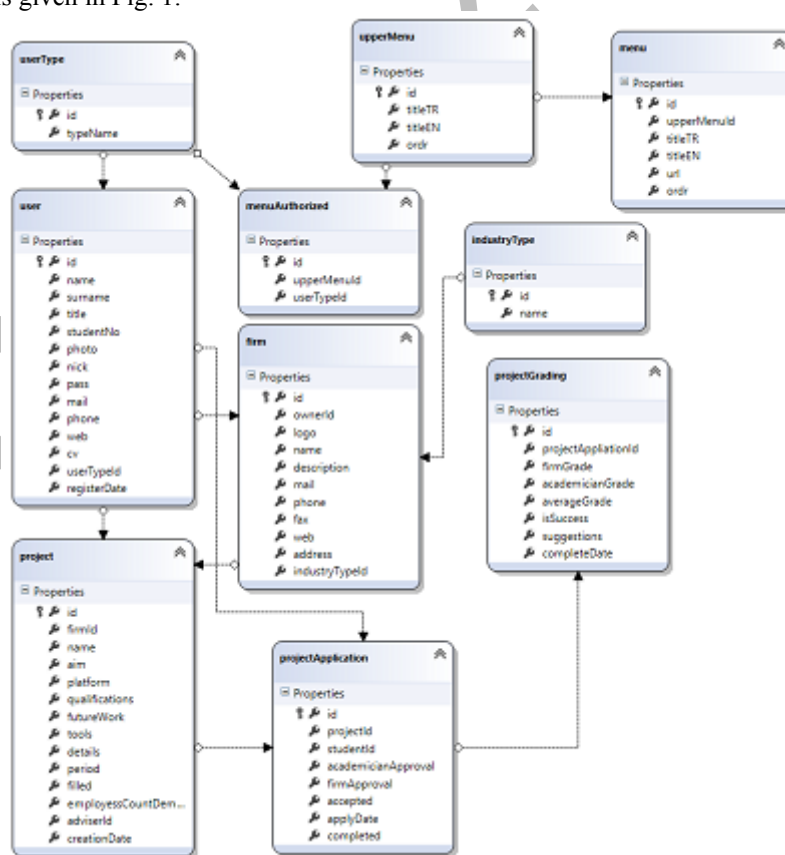 s given in Fig. 1.
userType
Properties
id
typeName
upperMenu
Properties
id
titleTR
titleEN
ordr
menu
Properties
id
upperMenuId
titleTR
titleEN
url
ordr
user
Properties
id
name
surname
title
studentNo
photo
nick
pass
mail
phone
web
cv
userTypeId
registerDate
menuAuthorized
Properties
id
upperMenuId
userTypeId
industryType
Properties
id
name
firm
Properties
id
ownerId
logo
name
description
mail
phone
fax
web
address
industryTypeId
projectGrading
Properties
id
projectAppliationId
firmGrade
academicianGrade
averageGrade
isSuccess
suggestions
completeDate
project
Properties
id
firmId
name
aim
platform
qualifications
futureWork
tools
details
period
filled
employessCountDem...
adviserId
creationDate
projectApplication
Properties
id
projectId
studentId
academicianApproval
firmApproval
accepted
applyDate
completed